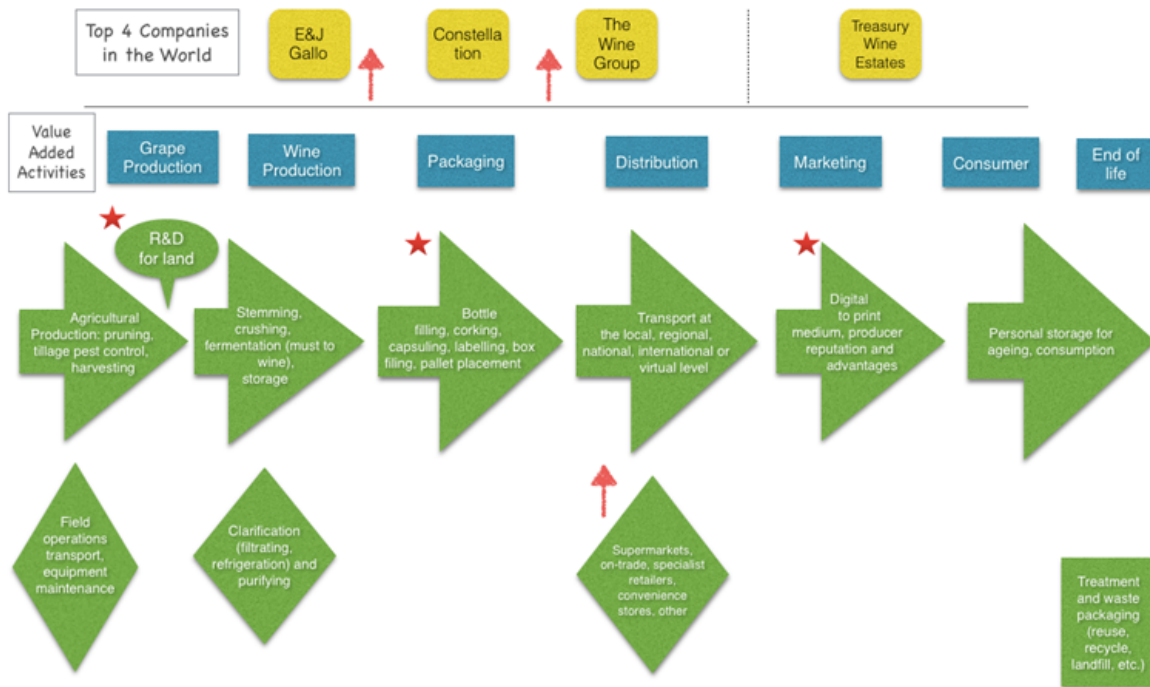 Top 4 Companies
in the World
E&J
Gallo
Constella
tion
The
Wine
Group
Treasury
Wine
Estates
Value
Added
Activities
Grape
Production
Wine
Production
Packaging
Distribution
Marketing
Consumer
End of
life
R&D
for land
Agricultural
Production: pruning,
tillage pest control,
harvesting
Stemming,
crushing,
fermentation (must to
wine),
storage
Bottle
filling, corking,
capsuling, labelling, box
filing, pallet placement
Transport at
the local, regional,
national, international or
virtual level
Digital
to print
medium, producer
reputation and
advantages
Personal storage for
ageing, consumption
Field
operations
transport,
equipment
maintenance
Clarification
(filtrating,
refrigeration) and
purifying
Supermarkets,
on-trade, specialist
retailers,
convenience
stores, other
Treatment
and waste
packaging
(reuse,
recycle,
landfill, etc.)